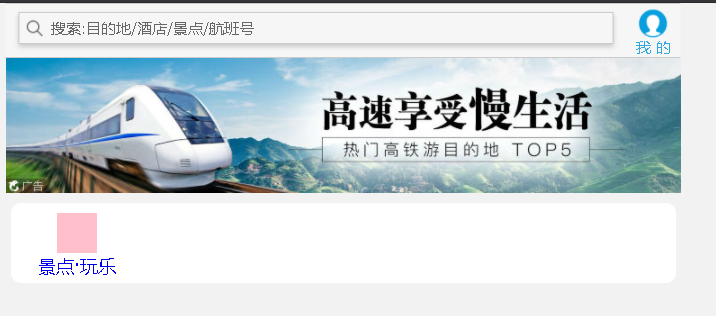 搜索:目的地/酒店/景点/航班号
我 的
高速享受慢生活
热门高铁游目的地 TOP5
广告
景点·玩乐